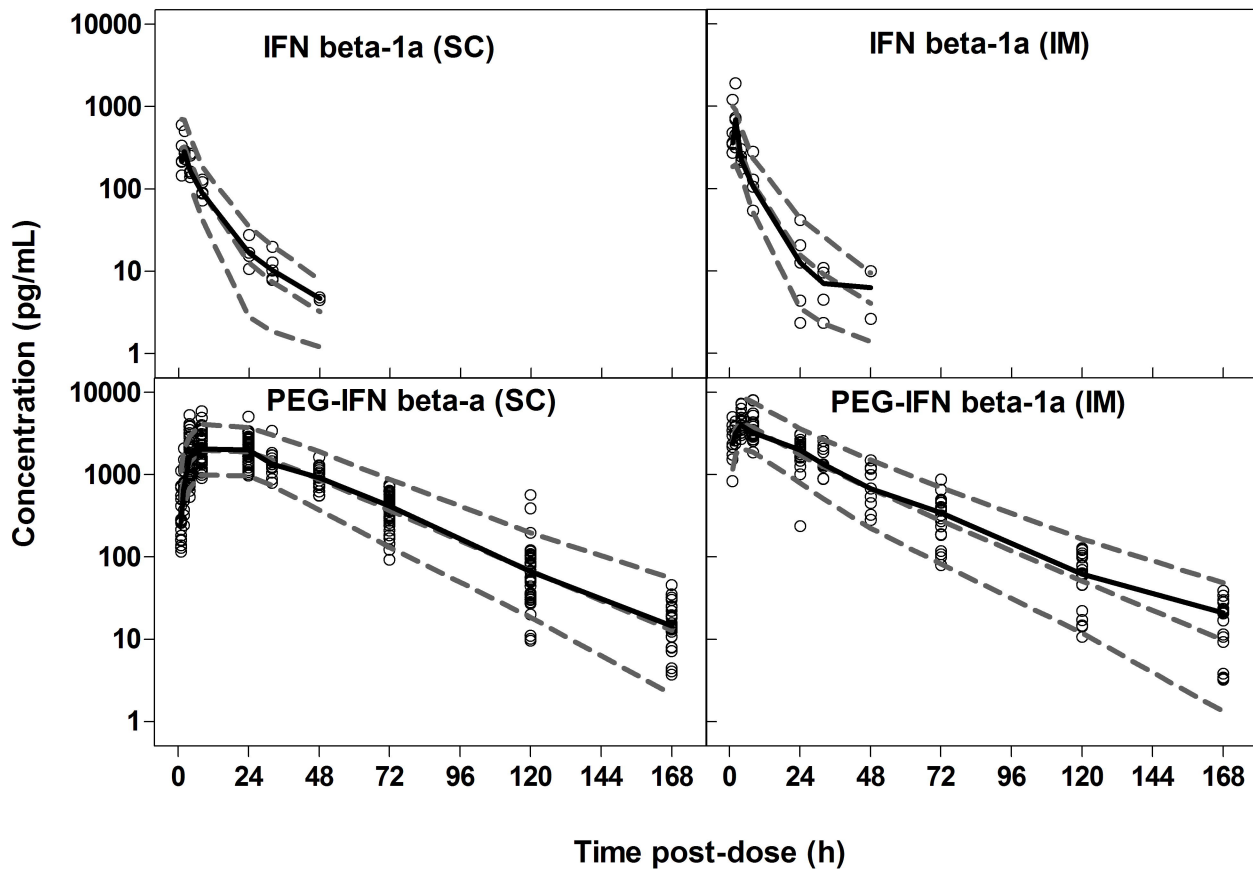 IFN beta-1a (SC)
IFN beta-1a (IM)
10000
1000
100
10
1
PEG-IFN beta-a (SC)
PEG-IFN beta-1a (IM)
10000
1000
100
10
1
Concentration (pg/mL)
0 24 48 72 96 120 144 168
0 24 48 72 96 120 144 168
Time post-dose (h)